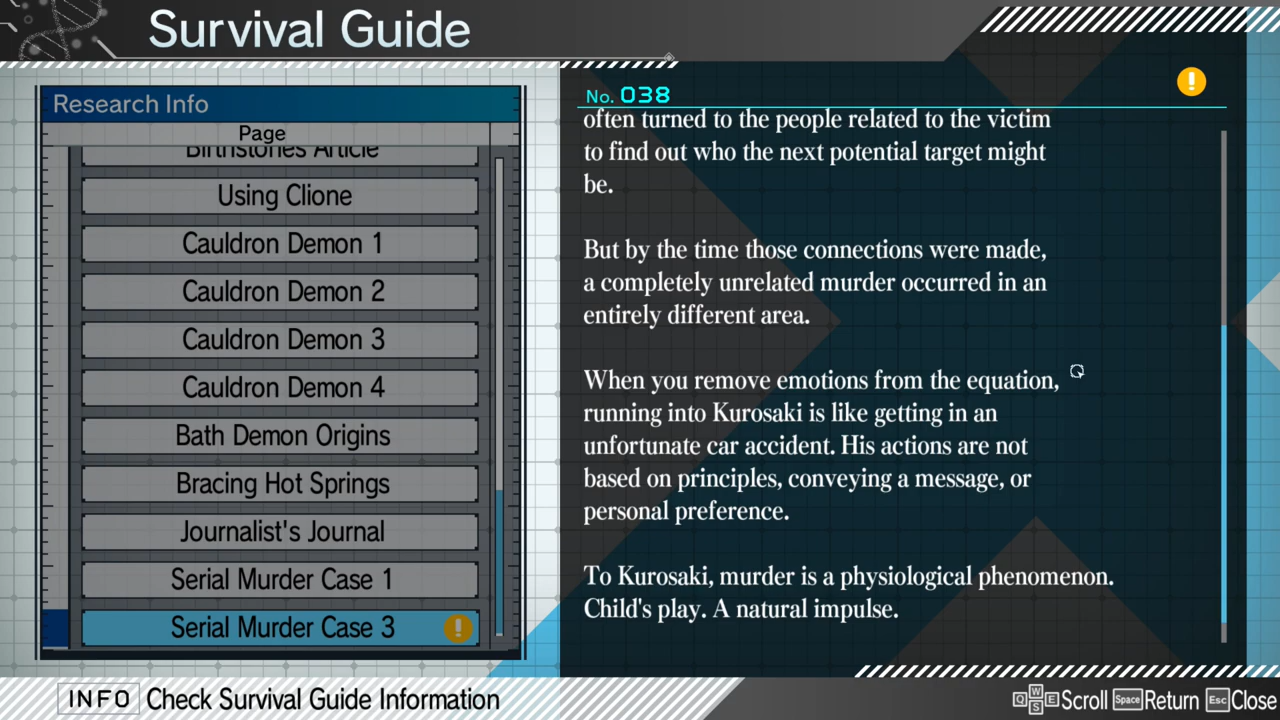 Survival Guide
Research Info
Page
Birthstones Article
Using Clione
Cauldron Demon 1
Cauldron Demon 2
Cauldron Demon 3
Cauldron Demon 4
Bath Demon Origins
Bracing Hot Springs
Journalist's Journal
Serial Murder Case 1
Serial Murder Case 3
!
No. 038
!
often turned to the people related to the victim
to find out who the next potential target might
be.
But by the time those connections were made,
a completely unrelated murder occurred in an
entirely different area.
When you remove emotions from the equation,
running into Kurosaki is like getting in an
unfortunate car accident. His actions are not
based on principles, conveying a message, or
personal preference.
To Kurosaki, murder is a physiological phenomenon.
Child's play. A natural impulse.
INFO Check Survival Guide Information
Q W S E Scroll Space Return Esc Close